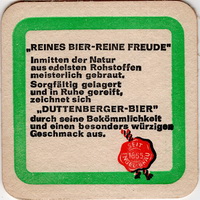 „REINES BIER-REINE FREUDE"
Inmitten der Natur
aus edelsten Rohstoffen
meisterlich gebraut.
Sorgfältig gelagert
und in Ruhe gereift,
zeichnet sich
„DUTTENBERGER-BIER"
durch seine Bekömmlichkeit
und einen besonders würzigen
Geschmack aus.
SEIT